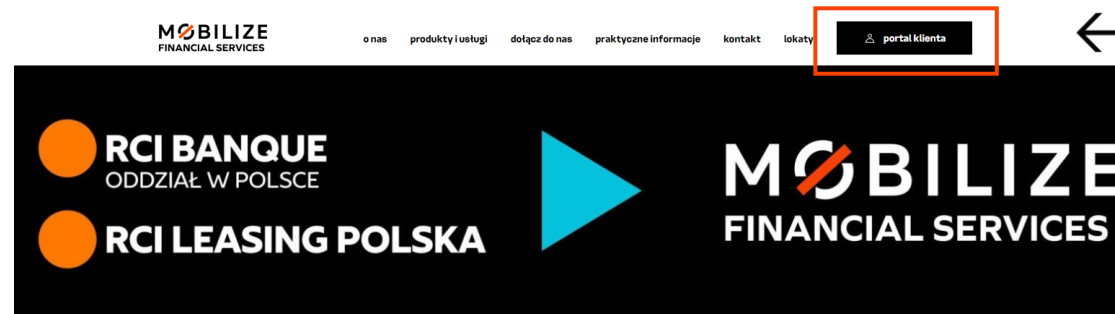 MOBILIZE
FINANCIAL SERVICES
o nas produkty i usługi dołącz do nas praktyczne informacje kontakt lokaty portal klienta
RCI BANQUE
ODDZIAŁ W POLSCE
RCI LEASING POLSKA
MOBILIZE
FINANCIAL SERVICES